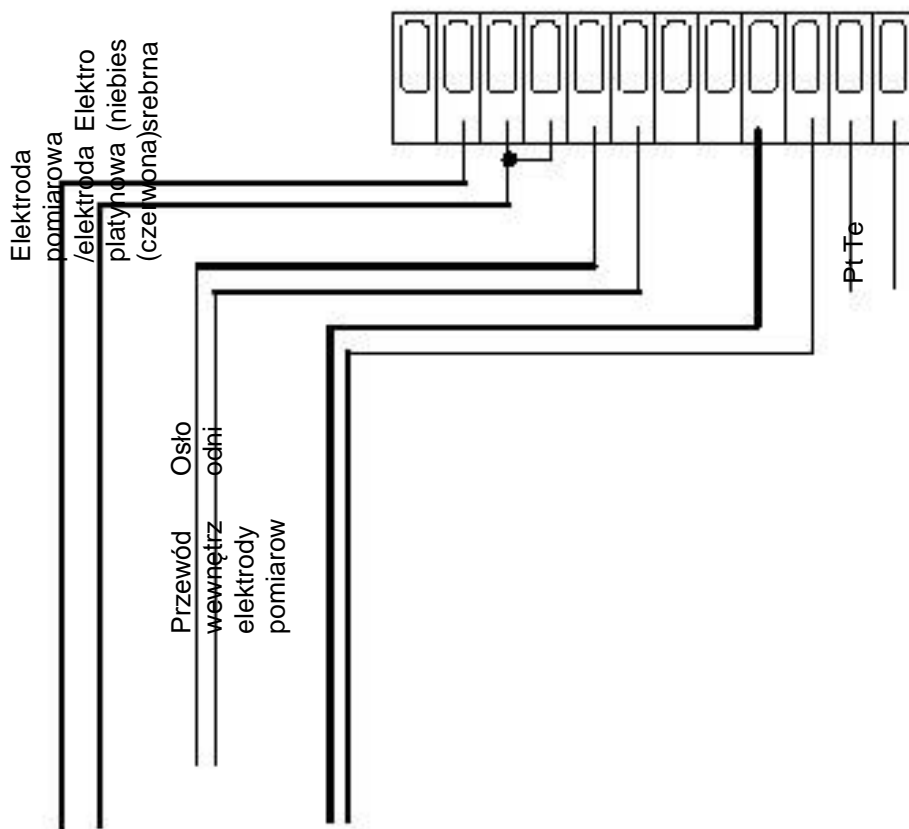 Elektroda
pomiarowa
/elektroda Elektro
platynowa (niebies
(czerwona)srebrna
Osło
odni
Przewód
wewnętrz
elektrody
pomiarow
Pt Te